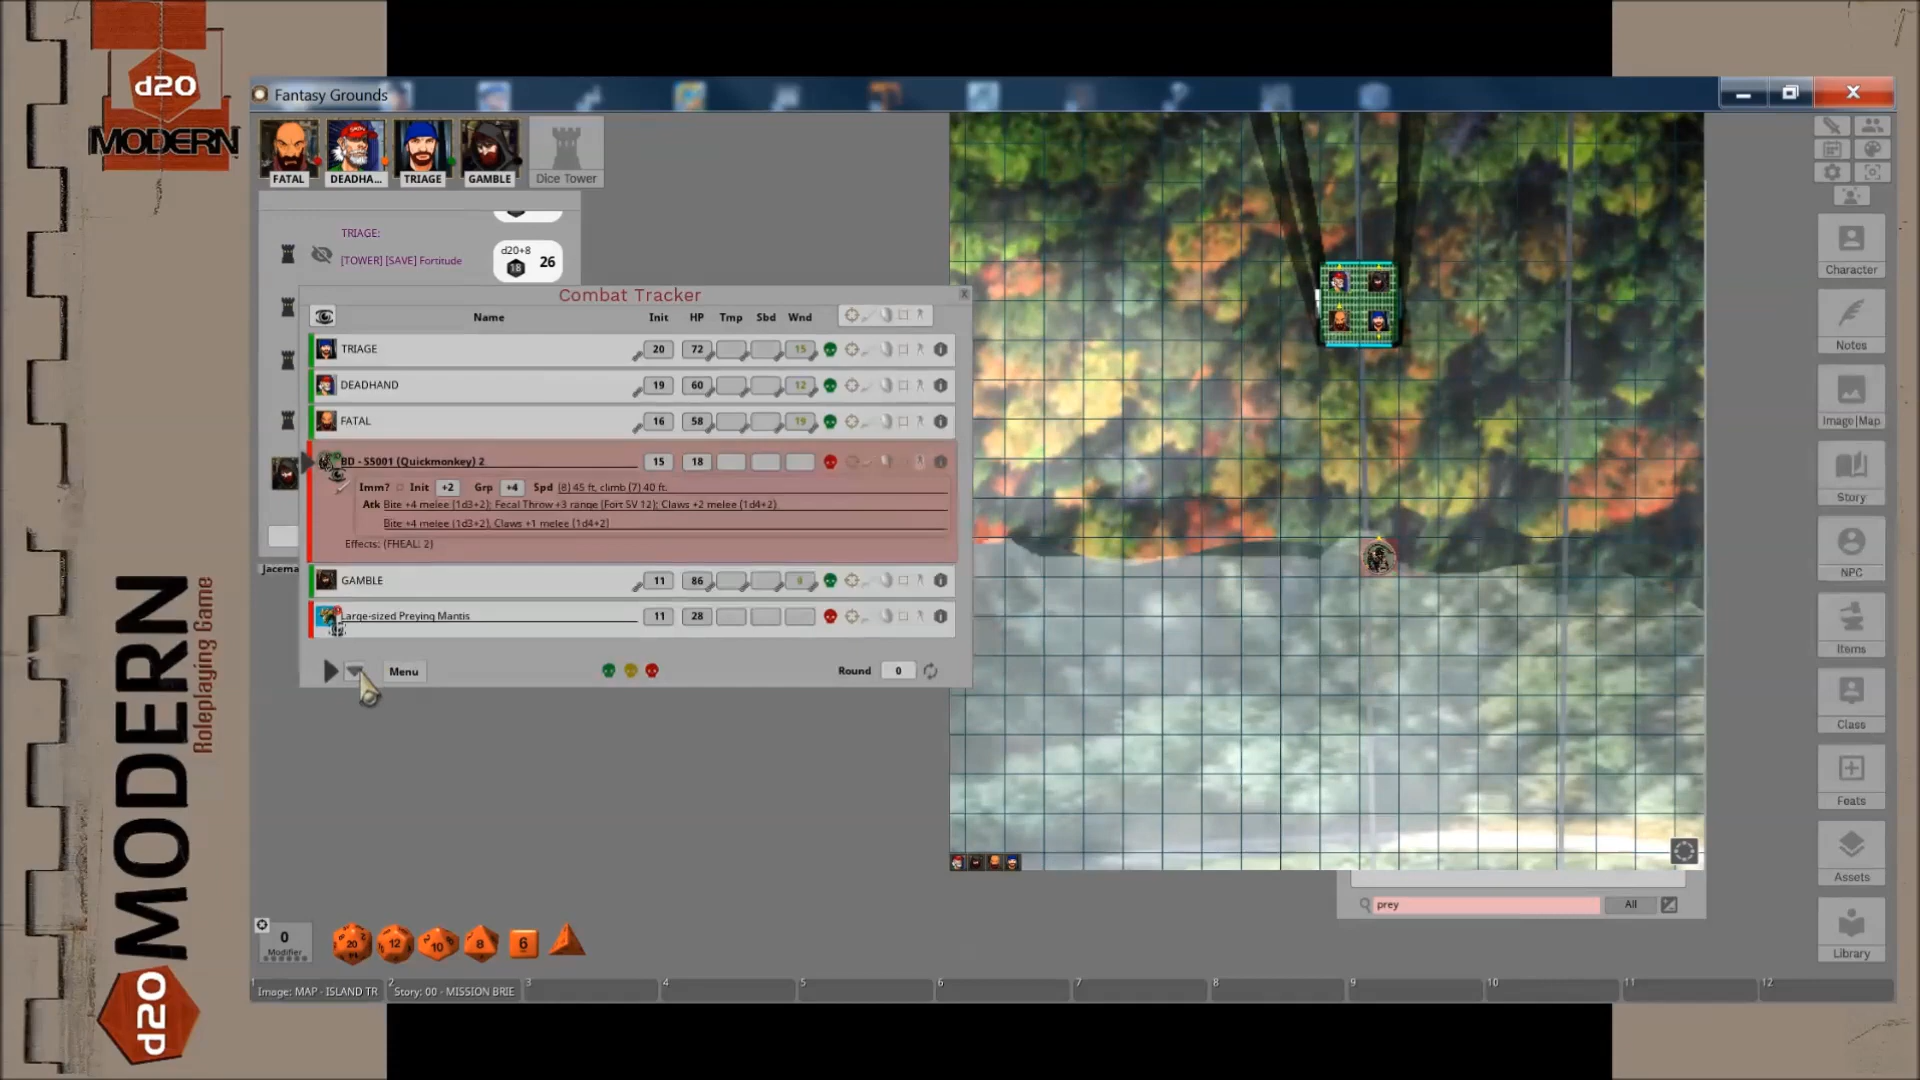 d20
MODERN
MODERN
Roleplaying Game
d20
Fantasy Grounds
FATAL
DEADHA...
TRIAGE
GAMBLE
Dice Tower
TRIAGE:
[TOWER] [SAVE] Fortitude
d20+8
18
26
Combat Tracker
X
Name Init HP Tmp Sbd Wnd
TRIAGE 20 72 15
DEADHAND 19 60 12
FATAL 16 58 19
BD - S5001 (Quickmonkey) 2 15 18
Imm? Init +2 Grp +4 Spd (8) 45 ft, climb (7) 40 ft.
Atk Bite +4 melee (1d3+2); Fecal Throw +3 range (Fort SV 12); Claws +2 melee (1d4+2)
Bite +4 melee (1d3+2), Claws +1 melee (1d4+2)
Effects: (FHEAL: 2)
GAMBLE 11 86
Large-sized Preying Mantis 11 28
Menu
Round 0
Jacema
Character
Notes
Image|Map
Story
NPC
Items
Class
Feats
Assets
Library
prey
All
0
Modifier
20
12
10
8
6
1 2 3 4 5 6 7 8 9 10 11 12
Image: MAP - ISLAND TR
Story: 00 - MISSION BRIE